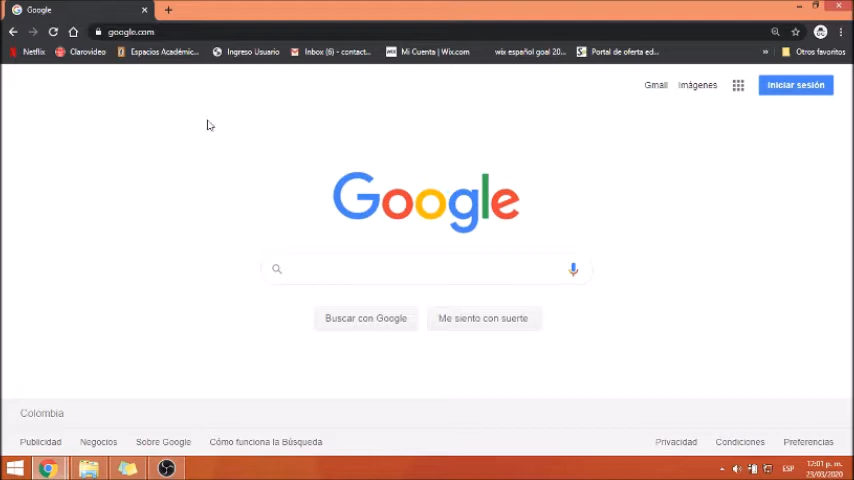 Google
google.com
Netflix
Clarovideo
Espacios Académic...
Ingreso Usuario
Inbox (6) - contact...
WIX
Mi Cuenta | Wix.com
wix español goal 20...
Portal de oferta ed...
»
Otros favoritos
Gmail
Imágenes
Iniciar sesión
Google
Buscar con Google
Me siento con suerte
Colombia
Publicidad
Negocios
Sobre Google
Cómo funciona la Búsqueda
Privacidad
Condiciones
Preferencias
ESP
12:01 p. m.
23/03/2020